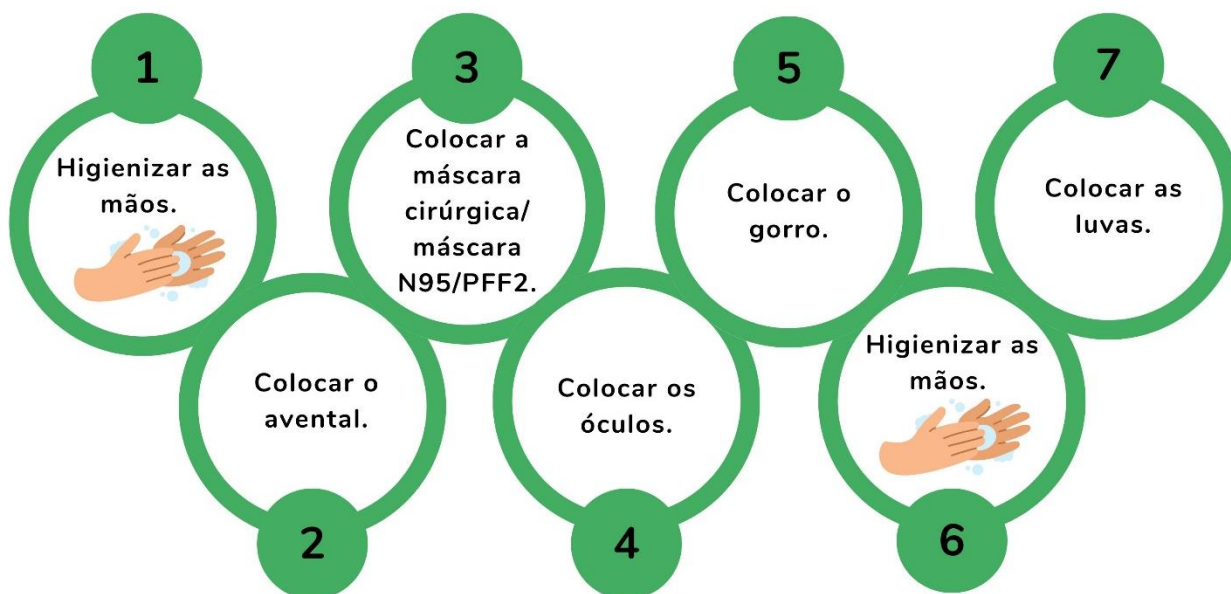 1
Higienizar as
mãos.
2
Colocar o
avental.
3
Colocar a
máscara
cirúrgica/
máscara
N95/PFF2.
4
Colocar os
óculos.
5
Colocar o
gorro.
6
Higienizar as
mãos.
7
Colocar as
luvas.